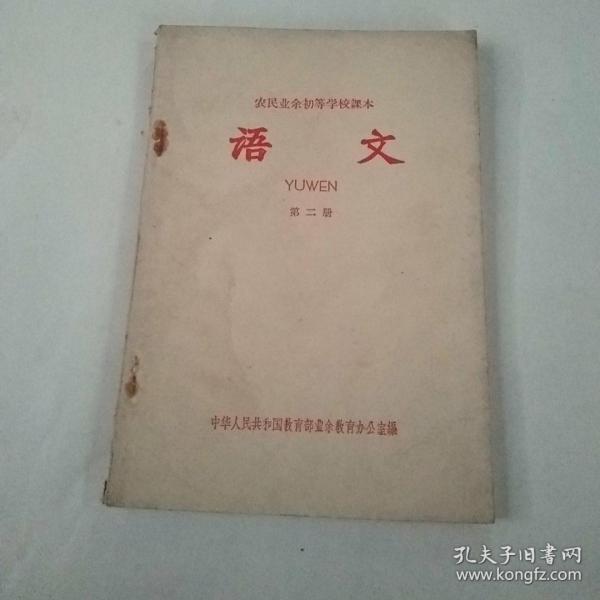 农民业余初等学校課本
语 文
YUWEN
第二册
中华人民共和国教育部业余教育办公室編
孔夫子旧书网
www.kongfz.com